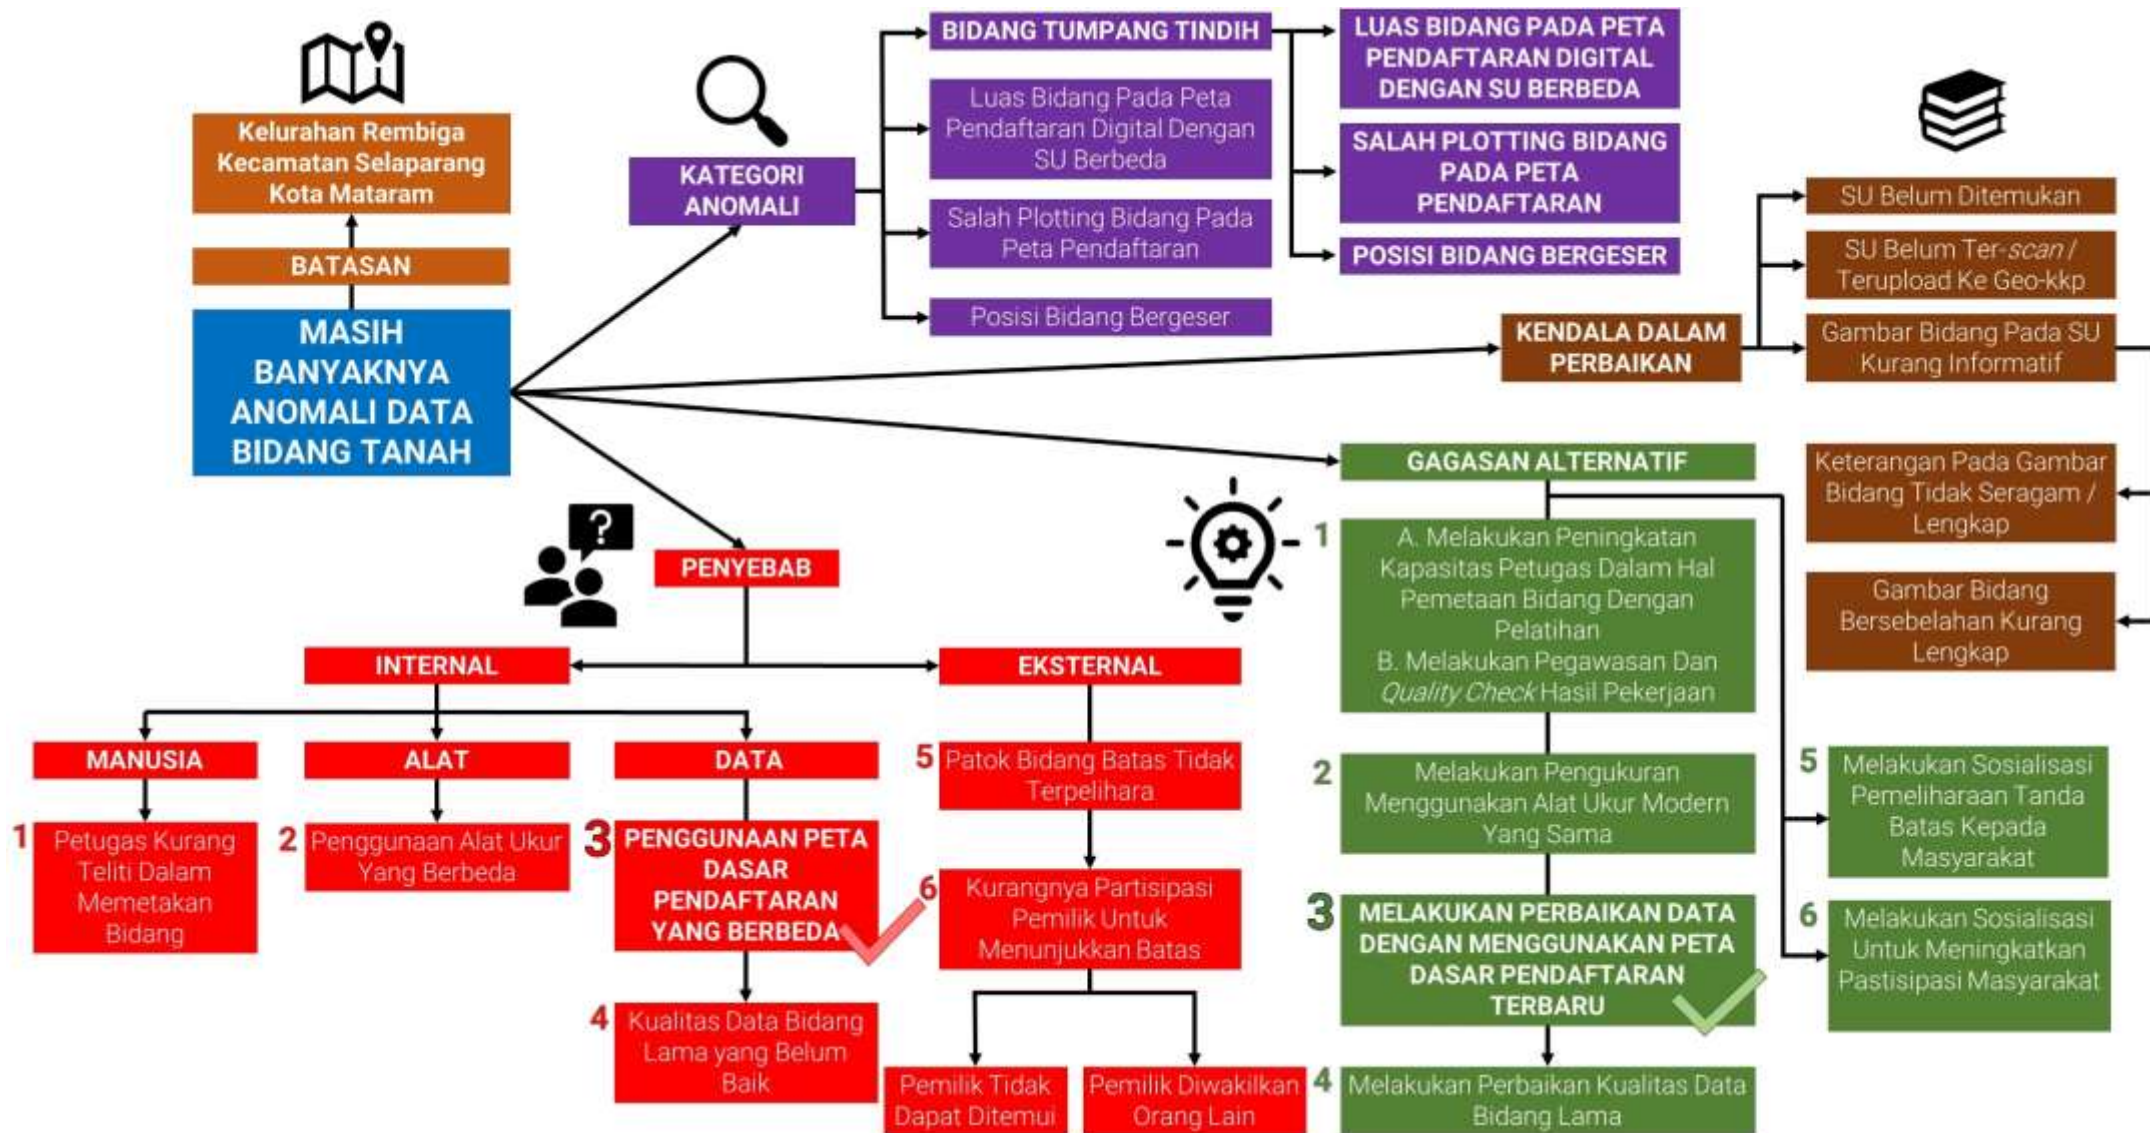 Kelurahan Rembiga
Kecamatan Selaparang
Kota Mataram
BATASAN
MASIH
BANYAKNYA
ANOMALI DATA
BIDANG TANAH
KATEGORI
ANOMALI
BIDANG TUMPANG TINDIH
Luas Bidang Pada Peta
Pendaftaran Digital Dengan
SU Berbeda
Salah Plotting Bidang Pada
Peta Pendaftaran
Posisi Bidang Bergeser
LUAS BIDANG PADA PETA
PENDAFTARAN DIGITAL
DENGAN SU BERBEDA
SALAH PLOTTING BIDANG
PADA PETA
PENDAFTARAN
POSISI BIDANG BERGESER
KENDALA DALAM
PERBAIKAN
SU Belum Ditemukan
SU Belum Ter-scan /
Terupload Ke Geo-kkp
Gambar Bidang Pada SU
Kurang Informatif
Keterangan Pada Gambar
Bidang Tidak Seragam /
Lengkap
Gambar Bidang
Bersebelahan Kurang
Lengkap
?
PENYEBAB
INTERNAL
EKSTERNAL
MANUSIA
ALAT
DATA
1
Petugas Kurang
Teliti Dalam
Memetakan
Bidang
2
Penggunaan Alat Ukur
Yang Berbeda
3
PENGGUNAAN PETA
DASAR
PENDAFTARAN
YANG BERBEDA
4
Kualitas Data Bidang
Lama yang Belum
Baik
5
Patok Bidang Batas Tidak
Terpelihara
6
Kurangnya Partisipasi
Pemilik Untuk
Menunjukkan Batas
Pemilik Tidak
Dapat Ditemui
Pemilik Diwakilkan
Orang Lain
GAGASAN ALTERNATIF
1
A. Melakukan Peningkatan
Kapasitas Petugas Dalam Hal
Pemetaan Bidang Dengan
Pelatihan
B. Melakukan Pegawasan Dan
Quality Check Hasil Pekerjaan
2
Melakukan Pengukuran
Menggunakan Alat Ukur Modern
Yang Sama
3
MELAKUKAN PERBAIKAN DATA
DENGAN MENGGUNAKAN PETA
DASAR PENDAFTARAN
TERBARU
4
Melakukan Perbaikan Kualitas Data
Bidang Lama
5
Melakukan Sosialisasi
Pemeliharaan Tanda
Batas Kepada
Masyarakat
6
Melakukan Sosialisasi
Untuk Meningkatkan
Pastisipasi Masyarakat